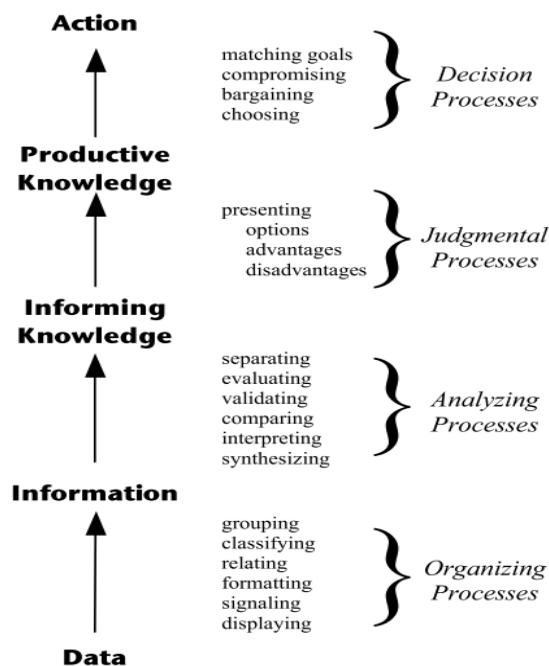 Action
matching goals
compromising
bargaining
choosing
Decision
Processes
Productive
Knowledge
presenting
options
advantages
disadvantages
Judgmental
Processes
Informing
Knowledge
separating
evaluating
validating
comparing
interpreting
synthesizing
Analyzing
Processes
Information
grouping
classifying
relating
formatting
signaling
displaying
Organizing
Processes
Data